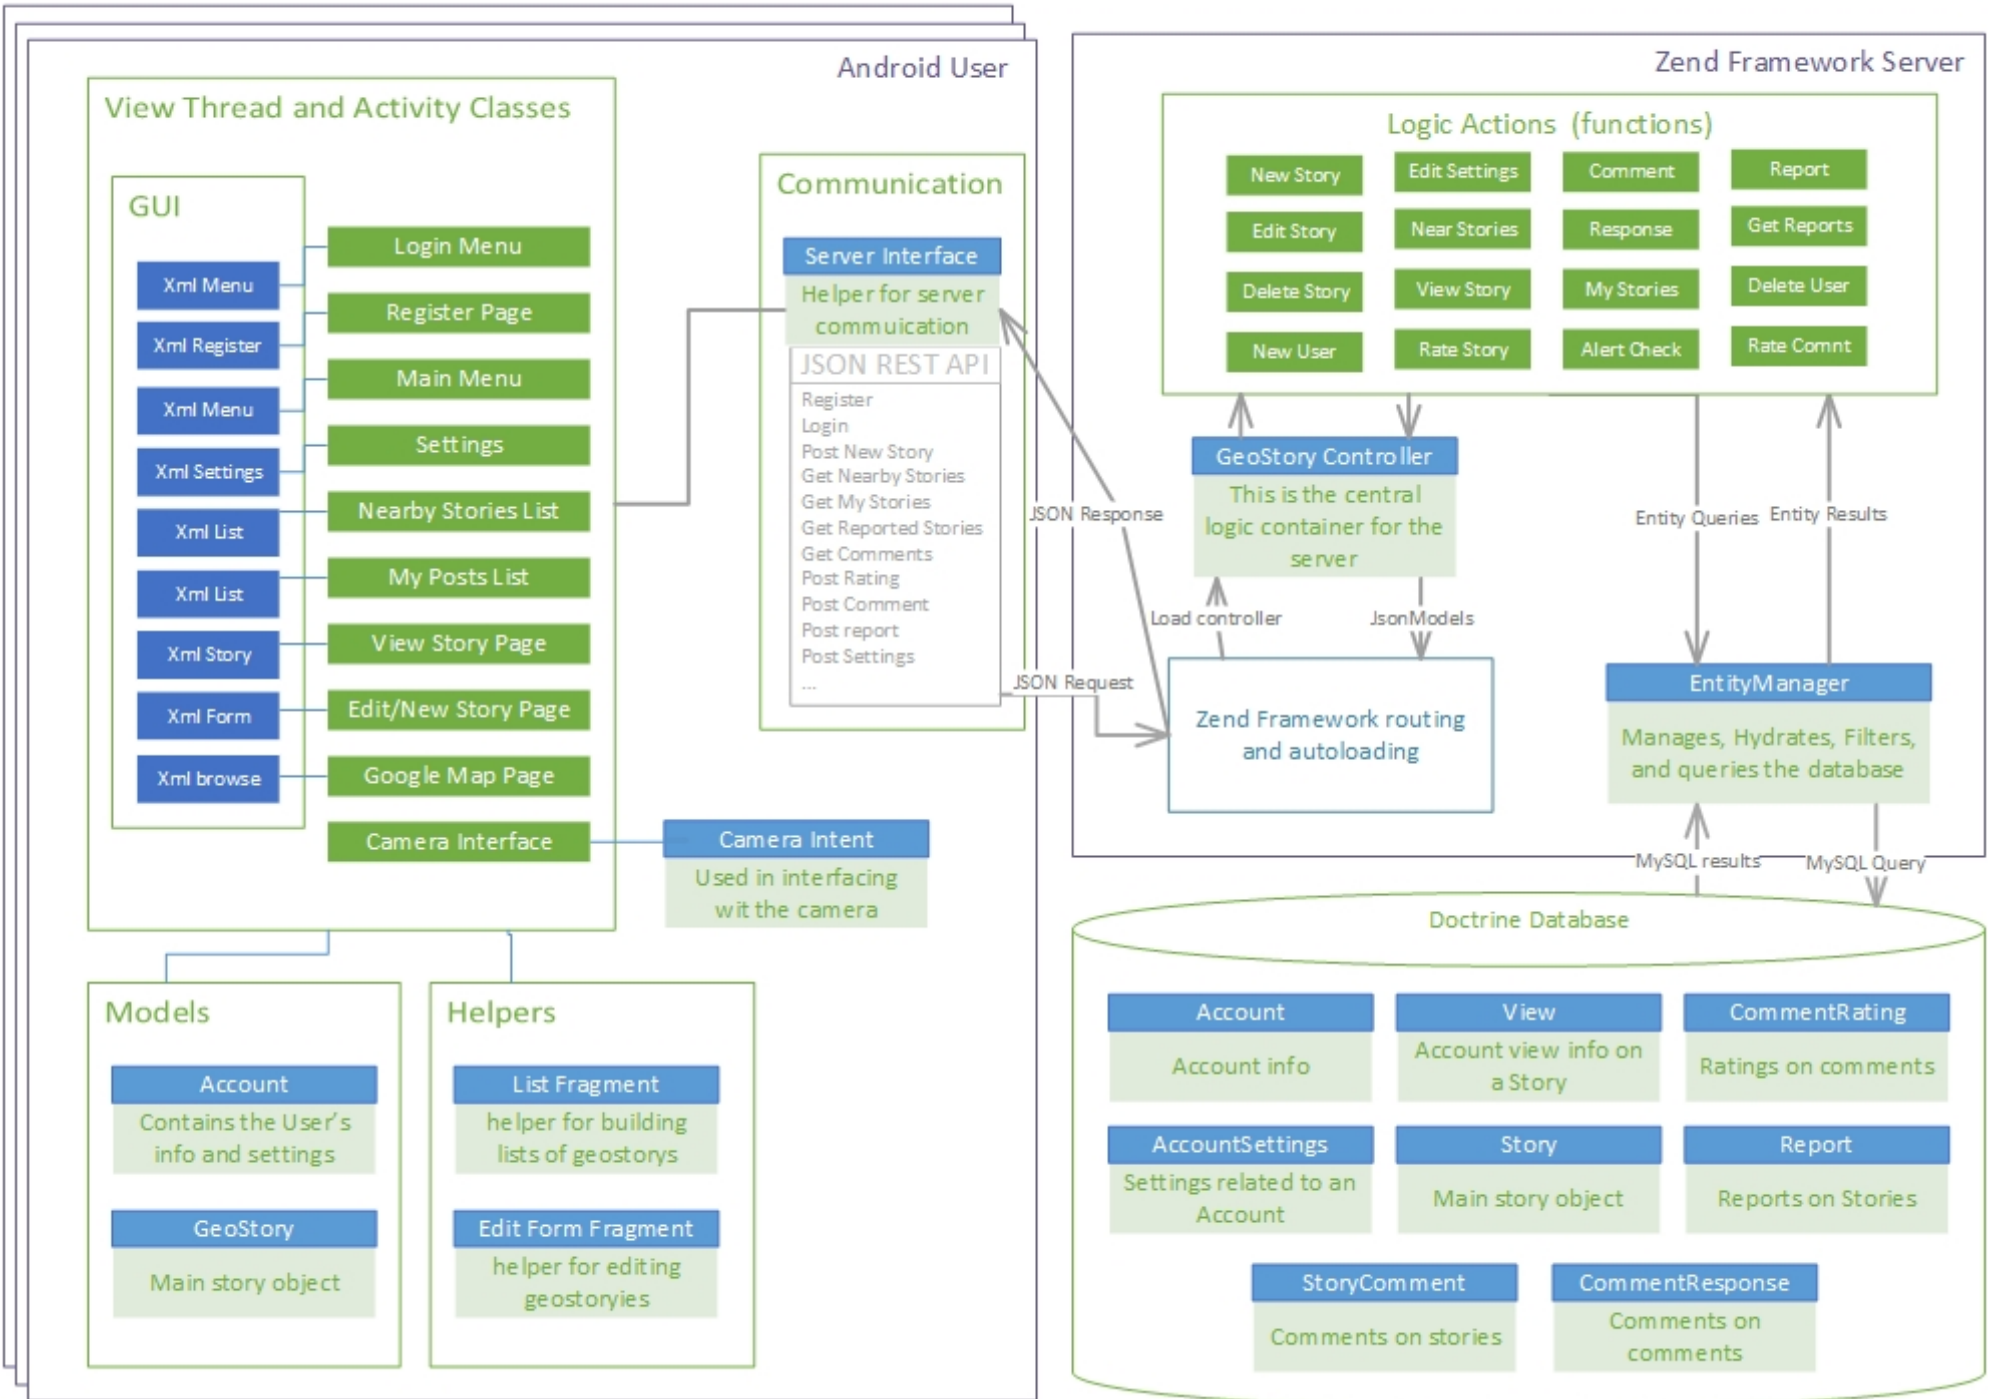 Android User
View Thread and Activity Classes
GUI
Xml Menu
Xml Register
Xml Menu
Xml Settings
Xml List
Xml List
Xml Story
Xml Form
Xml browse
Login Menu
Register Page
Main Menu
Settings
Nearby Stories List
My Posts List
View Story Page
Edit/New Story Page
Google Map Page
Camera Interface
Camera Intent
Used in interfacing
wit the camera
Communication
Server Interface
Helper for server
commuication
JSON REST API
Register
Login
Post New Story
Get Nearby Stories
Get My Stories
Get Reported Stories
Get Comments
Post Rating
Post Comment
Post report
Post Settings
...
JSON Response
JSON Request
Models
Account
Contains the User's
info and settings
GeoStory
Main story object
Helpers
List Fragment
helper for building
lists of geostorys
Edit Form Fragment
helper for editing
geostoryies
Zend Framework Server
Logic Actions (functions)
New Story
Edit Settings
Comment
Report
Edit Story
Near Stories
Response
Get Reports
Delete Story
View Story
My Stories
Delete User
New User
Rate Story
Alert Check
Rate Comnt
GeoStory Controller
This is the central
logic container for the
server
Load controller
JsonModels
Entity Queries
Entity Results
Zend Framework routing
and autoloading
EntityManager
Manages, Hydrates, Filters,
and queries the database
MySQL results
MySQL Query
Doctrine Database
Account
Account info
View
Account view info on
a Story
CommentRating
Ratings on comments
AccountSettings
Settings related to an
Account
Story
Main story object
Report
Reports on Stories
StoryComment
Comments on stories
CommentResponse
Comments on
comments